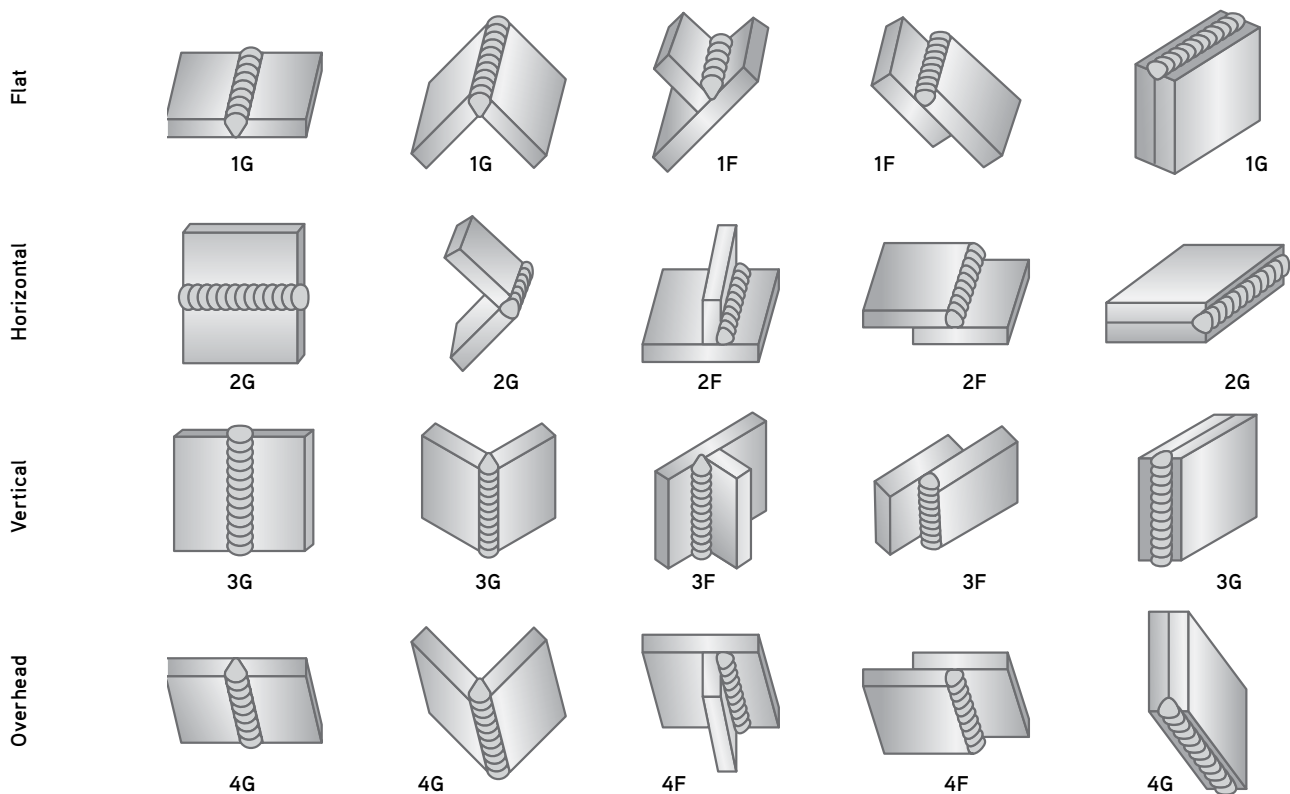 Flat
1G
1G
1F
1F
1G
Horizontal
2G
2G
2F
2F
2G
Vertical
3G
3G
3F
3F
3G
Overhead
4G
4G
4F
4F
4G